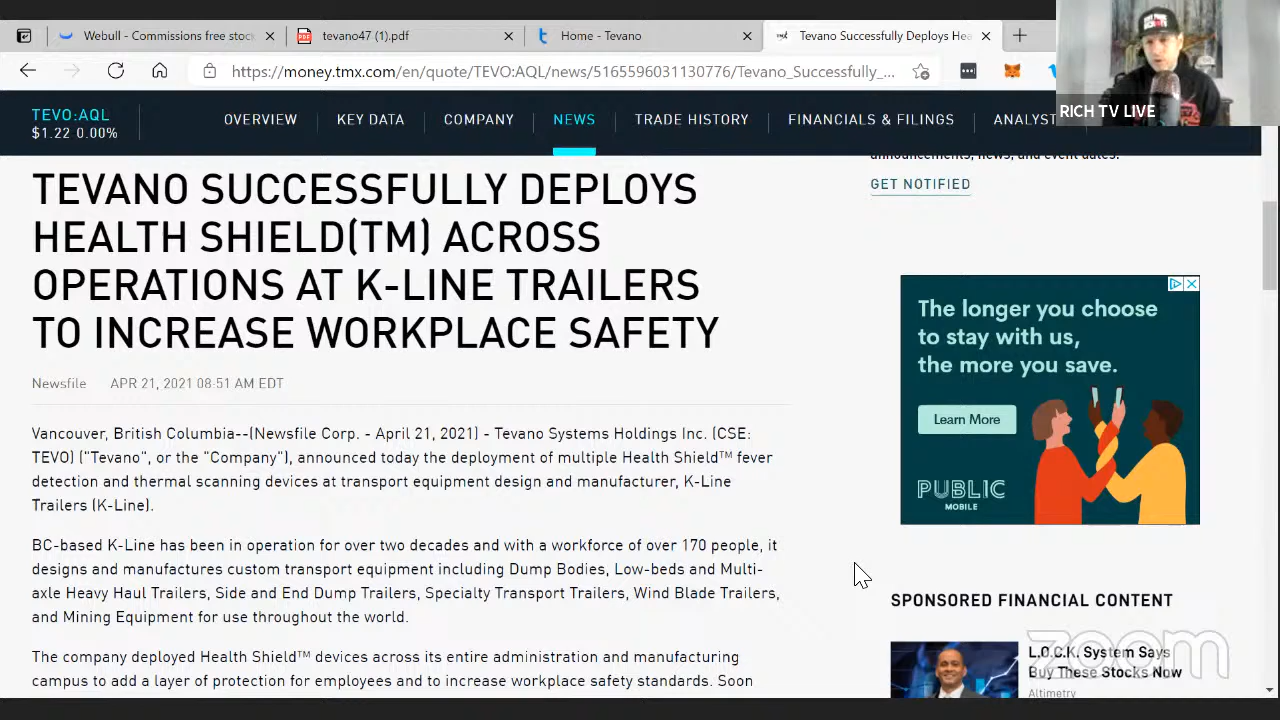 Webull - Commissions free stock
tevano47 (1).pdf
Home - Tevano
Tevano Successfully Deploys Hea
https://money.tmx.com/en/quote/TEVO:AQL/news/5165596031130776/Tevano_Successfully_...
RICH TV LIVE
TEVO:AQL
$1.22 0.00%
OVERVIEW
KEY DATA
COMPANY
NEWS
TRADE HISTORY
FINANCIALS & FILINGS
ANALYST
announcements, news, and event dates.
GET NOTIFIED
TEVANO SUCCESSFULLY DEPLOYS
HEALTH SHIELD(TM) ACROSS
OPERATIONS AT K-LINE TRAILERS
TO INCREASE WORKPLACE SAFETY
Newsfile APR 21, 2021 08:51 AM EDT
Vancouver, British Columbia--(Newsfile Corp. - April 21, 2021) - Tevano Systems Holdings Inc. (CSE:
TEVO) ("Tevano", or the "Company"), announced today the deployment of multiple Health Shield™ fever
detection and thermal scanning devices at transport equipment design and manufacturer, K-Line
Trailers (K-Line).
BC-based K-Line has been in operation for over two decades and with a workforce of over 170 people, it
designs and manufactures custom transport equipment including Dump Bodies, Low-beds and Multi-
axle Heavy Haul Trailers, Side and End Dump Trailers, Specialty Transport Trailers, Wind Blade Trailers,
and Mining Equipment for use throughout the world.
The company deployed Health Shield™ devices across its entire administration and manufacturing
campus to add a layer of protection for employees and to increase workplace safety standards. Soon
The longer you choose
to stay with us,
the more you save.
Learn More
PUBLIC
MOBILE
SPONSORED FINANCIAL CONTENT
L.O.C.K. System Says
Buy These Stocks Now
Altimetry
zoom